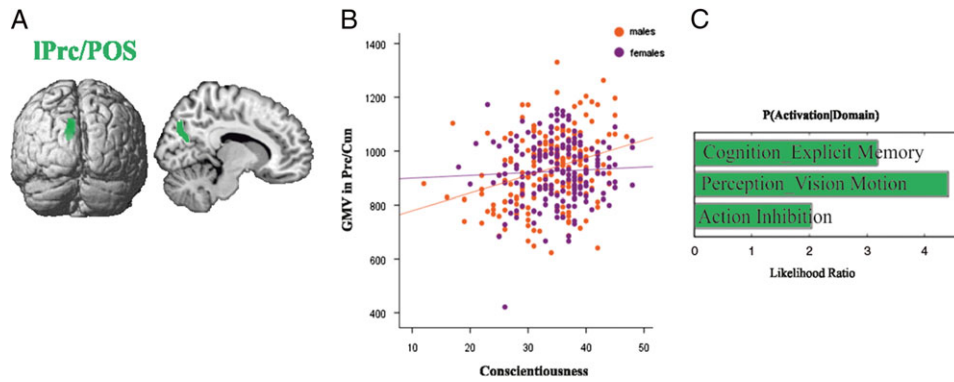 A
lPrc/POS
B
males
females
1400
1200
1000
800
600
400
GMV in Prc/Cun
10
20
30
40
50
Conscientiousness
C
P(Activation|Domain)
Cognition Explicit Memory
Perception Vision Motion
Action Inhibition
0
1
2
3
4
Likelihood Ratio